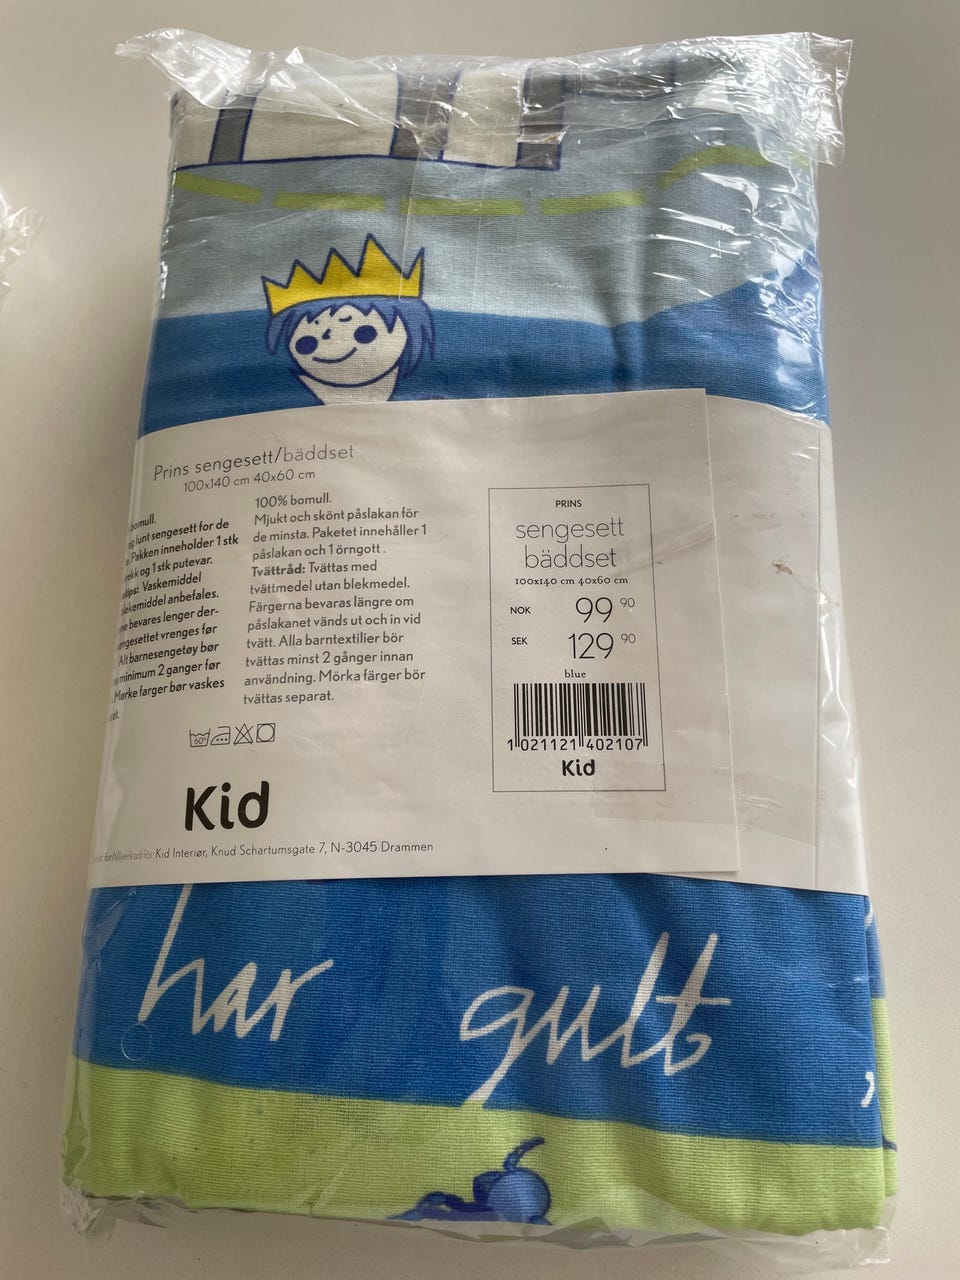 Prins sengesett/bäddset
100x140 cm 40x60 cm
bomull.
lunt sengesett for de
Pakken inneholder 1 stk
og 1 stk putevar.
Vaskemiddel
anbefales.
bevares lenger der-
vrenges før
Alt barnesengetøy bør
minimum 2 ganger før
Mørke farger bør vaskes
100% bomull.
Mjukt och skönt påslakan för
de minsta. Paketet innehåller 1
påslakan och 1 örngott.
Tvättråd: Tvättas med
tvättmedel utan blekmedel.
Färgerna bevaras längre om
påslakanet vänds ut och in vid
tvätt. Alla barntextilier bör
tvättas minst 2 gånger innan
användning. Mörka färger bör
tvättas separat.
60°
Kid
för Kid Interiør, Knud Schartumsgate 7, N-3045 Drammen
PRINS
sengesett
bäddset
100x140 cm 40x60 cm
NOK 99 90
SEK 129 90
blue
1 021121 402107
Kid
har gult,